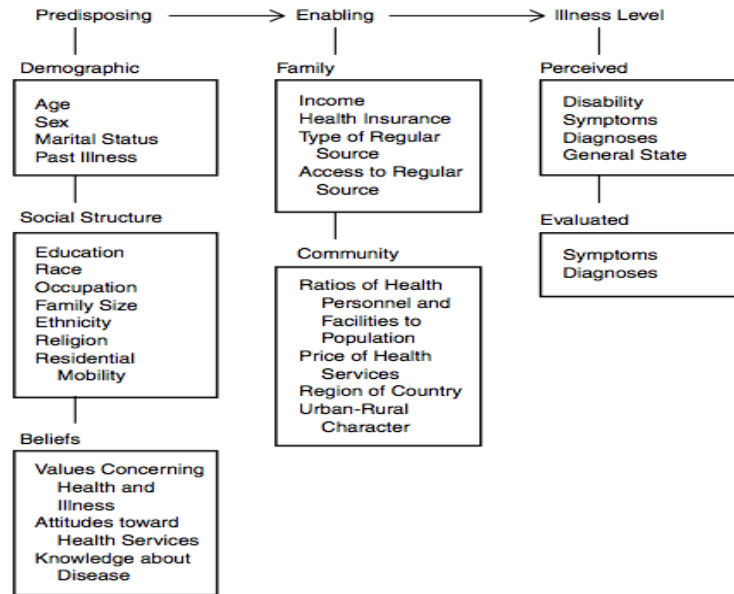 Predisposing
Enabling
Illness Level
Demographic
Age
Sex
Marital Status
Past Illness
Social Structure
Education
Race
Occupation
Family Size
Ethnicity
Religion
Residential
Mobility
Beliefs
Values Concerning
Health and
Illness
Attitudes toward
Health Services
Knowledge about
Disease
Family
Income
Health Insurance
Type of Regular
Source
Access to Regular
Source
Community
Ratios of Health
Personnel and
Facilities to
Population
Price of Health
Services
Region of Country
Urban-Rural
Character
Perceived
Disability
Symptoms
Diagnoses
General State
Evaluated
Symptoms
Diagnoses